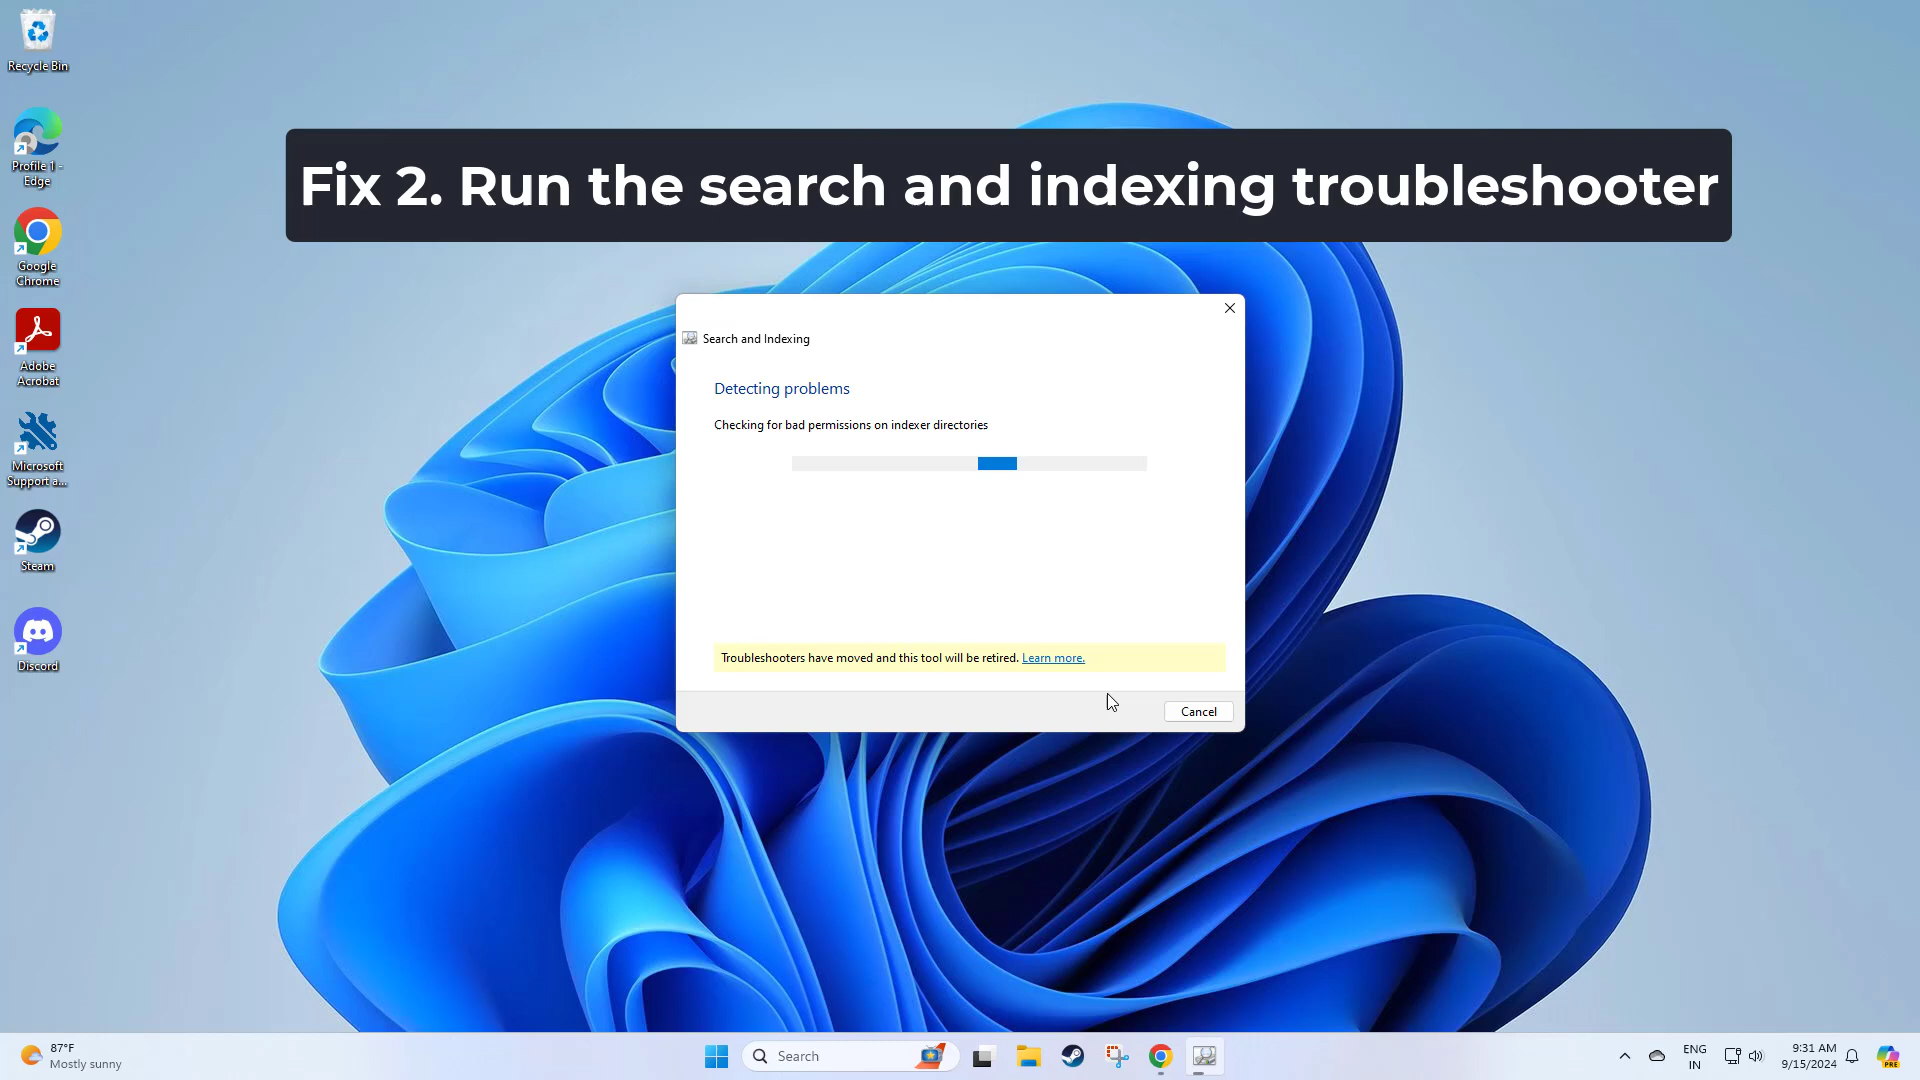 Recycle Bin
Profile 1 -
Edge
Google
Chrome
Adobe
Acrobat
Microsoft
Support a...
Steam
Discord
Fix 2. Run the search and indexing troubleshooter
Search and Indexing
Detecting problems
Checking for bad permissions on indexer directories
Troubleshooters have moved and this tool will be retired. Learn more.
Cancel
87°F
Mostly sunny
Search
ENG
IN
9:31 AM
9/15/2024
PRE